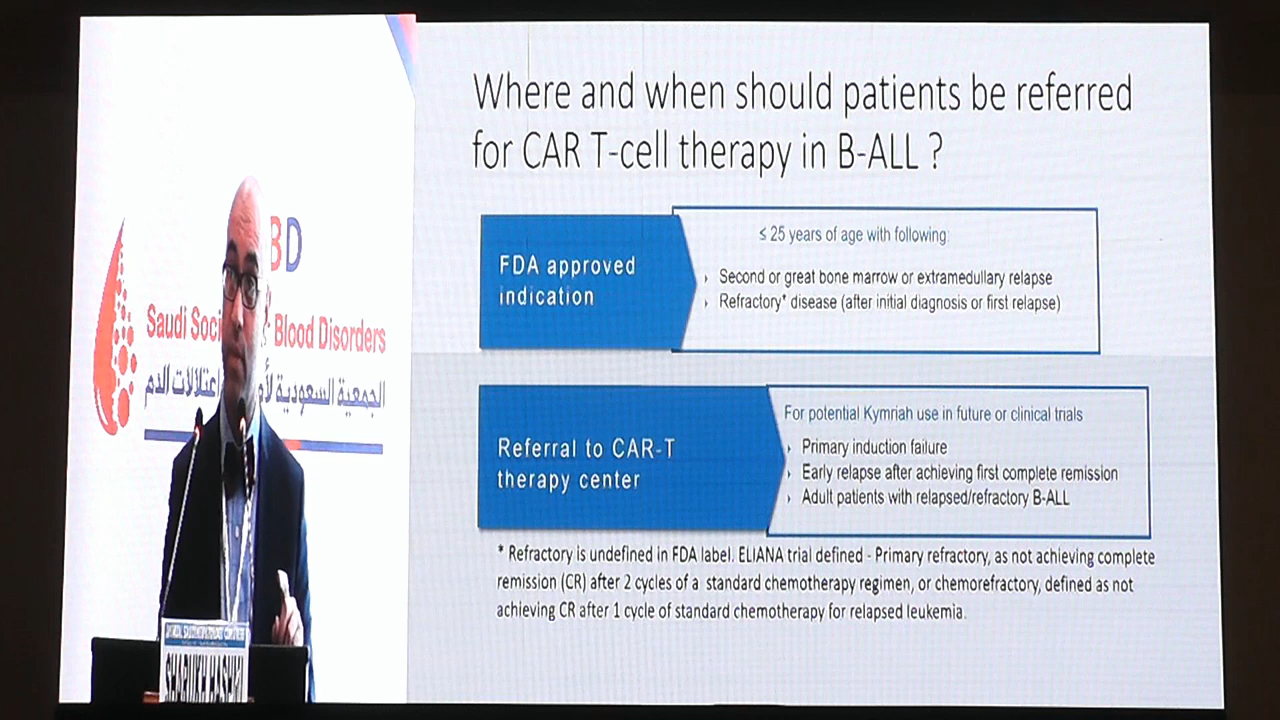 BD
Saudi Soci Blood Disorders
الجمعية السعودية اعتلالات الدم
SHARUKH HASHMI
Where and when should patients be referred
for CAR T-cell therapy in B-ALL ?
FDA approved
indication
≤ 25 years of age with following:
› Second or great bone marrow or extramedullary relapse
› Refractory* disease (after initial diagnosis or first relapse)
Referral to CAR-T
therapy center
For potential Kymriah use in future or clinical trials
› Primary induction failure
› Early relapse after achieving first complete remission
› Adult patients with relapsed/refractory B-ALL
* Refractory is undefined in FDA label. ELIANA trial defined - Primary refractory, as not achieving complete
remission (CR) after 2 cycles of a standard chemotherapy regimen, or chemorefractory, defined as not
achieving CR after 1 cycle of standard chemotherapy for relapsed leukemia.